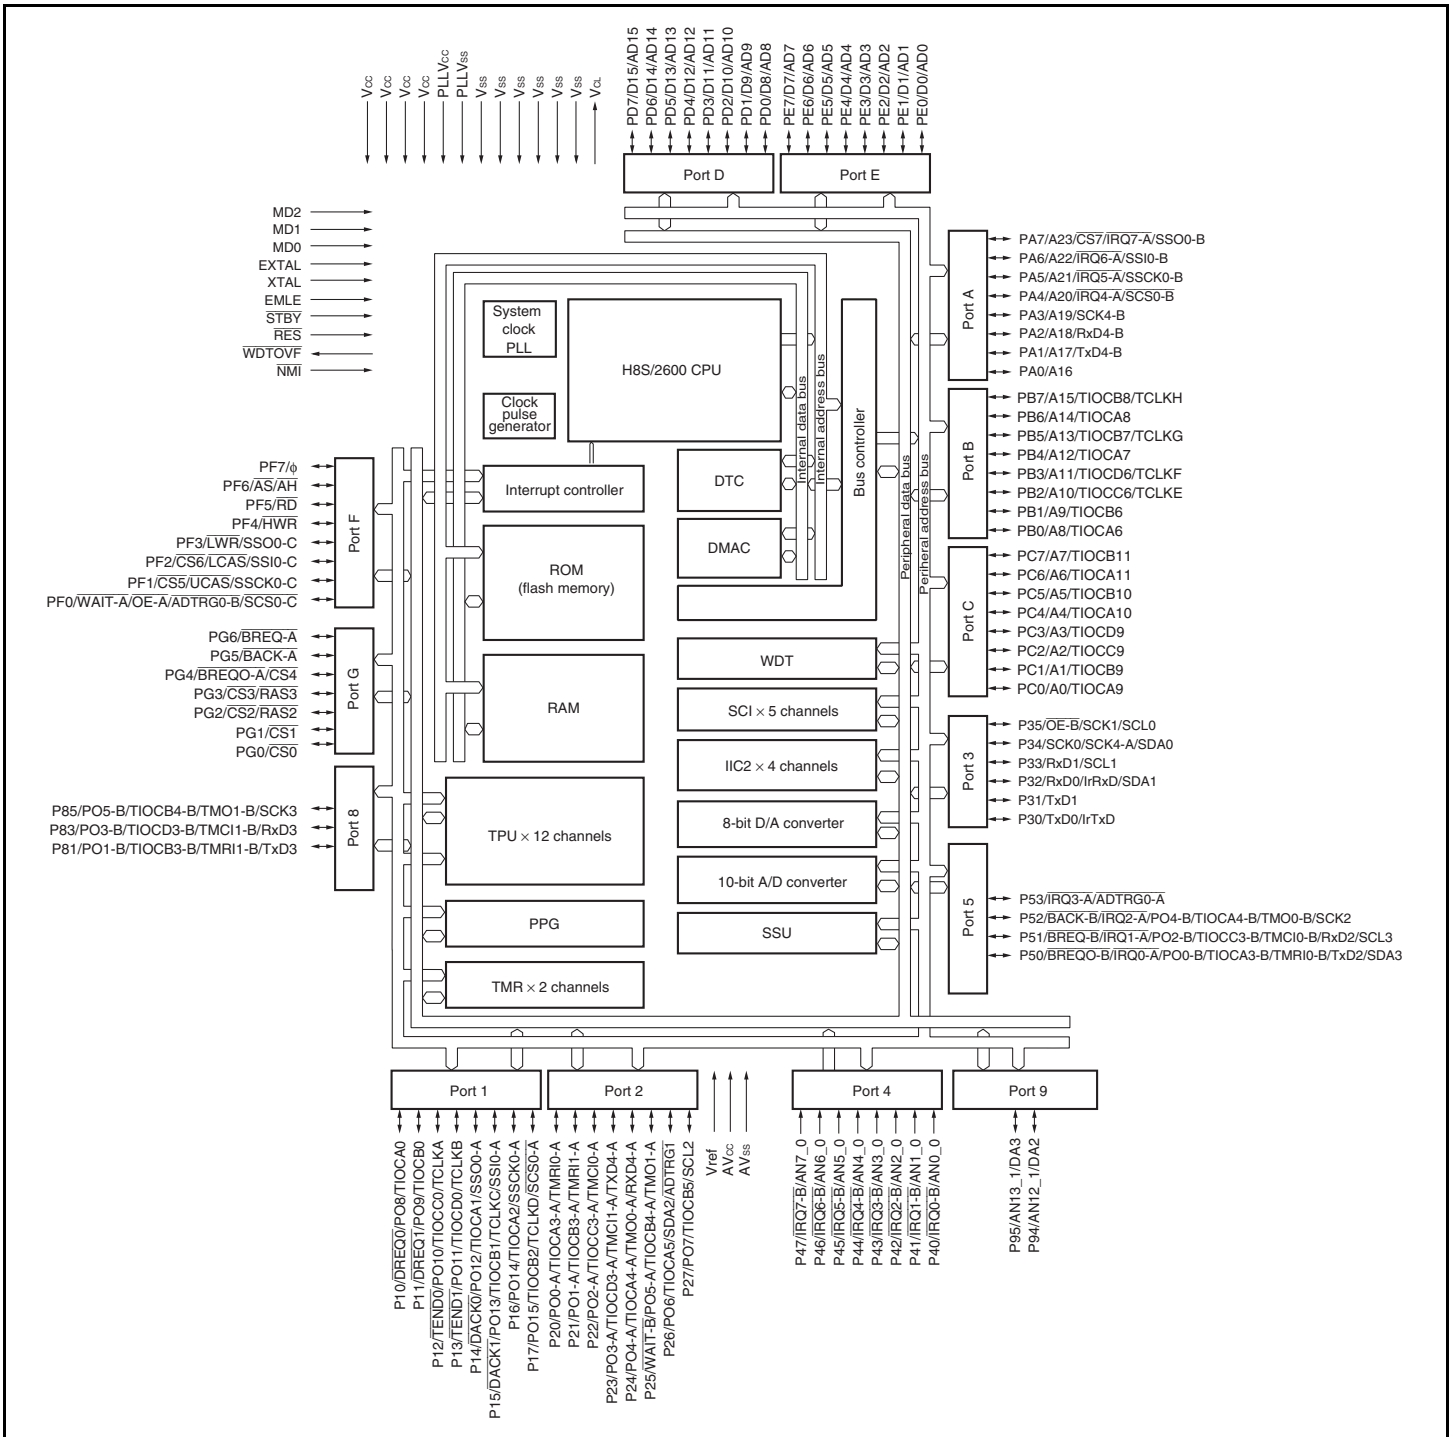 VCC
VCC
VCC
VCC
PLLVCC
PLLVSS
VSS
VSS
VSS
VSS
VSS
VSS
VCL
PD7/D15/AD15
PD6/D14/AD14
PD5/D13/AD13
PD4/D12/AD12
PD3/D11/AD11
PD2/D10/AD10
PD1/D9/AD9
PD0/D8/AD8
PE7/D7/AD7
PE6/D6/AD6
PE5/D5/AD5
PE4/D4/AD4
PE3/D3/AD3
PE2/D2/AD2
PE1/D1/AD1
PE0/D0/AD0
Port D
Port E
MD2
MD1
MD0
EXTAL
XTAL
EMLE
STBY
RES
WDTOVF
NMI
System
clock
PLL
Clock
pulse
generator
H8S/2600 CPU
Interrupt controller
ROM
(flash memory)
RAM
TPU × 12 channels
PPG
TMR × 2 channels
DTC
DMAC
Internal data bus
Internal address bus
Bus controller
WDT
SCI × 5 channels
IIC2 × 4 channels
8-bit D/A converter
10-bit A/D converter
SSU
Peripheral data bus
Periheral address bus
PF7/φ
PF6/AS/AH
PF5/RD
PF4/HWR
PF3/LWR/SSO0-C
PF2/CS6/LCAS/SSI0-C
PF1/CS5/UCAS/SSCK0-C
PF0/WAIT-A/OE-A/ADTRG0-B/SCS0-C
Port F
PG6/BREQ-A
PG5/BACK-A
PG4/BREQO-A/CS4
PG3/CS3/RAS3
PG2/CS2/RAS2
PG1/CS1
PG0/CS0
Port G
P85/PO5-B/TIOCB4-B/TMO1-B/SCK3
P83/PO3-B/TIOCD3-B/TMCI1-B/RxD3
P81/PO1-B/TIOCB3-B/TMRI1-B/TxD3
Port 8
Port A
PA7/A23/CS7/IRQ7-A/SSO0-B
PA6/A22/IRQ6-A/SSI0-B
PA5/A21/IRQ5-A/SSCK0-B
PA4/A20/IRQ4-A/SCS0-B
PA3/A19/SCK4-B
PA2/A18/RxD4-B
PA1/A17/TxD4-B
PA0/A16
Port B
PB7/A15/TIOCB8/TCLKH
PB6/A14/TIOCA8
PB5/A13/TIOCB7/TCLKG
PB4/A12/TIOCA7
PB3/A11/TIOCD6/TCLKF
PB2/A10/TIOCC6/TCLKE
PB1/A9/TIOCB6
PB0/A8/TIOCA6
Port C
PC7/A7/TIOCB11
PC6/A6/TIOCA11
PC5/A5/TIOCB10
PC4/A4/TIOCA10
PC3/A3/TIOCD9
PC2/A2/TIOCC9
PC1/A1/TIOCB9
PC0/A0/TIOCA9
Port 3
P35/OE-B/SCK1/SCL0
P34/SCK0/SCK4-A/SDA0
P33/RxD1/SCL1
P32/RxD0/IrRxD/SDA1
P31/TxD1
P30/TxD0/IrTxD
Port 5
P53/IRQ3-A/ADTRG0-A
P52/BACK-B/IRQ2-A/PO4-B/TIOCA4-B/TMO0-B/SCK2
P51/BREQ-B/IRQ1-A/PO2-B/TIOCC3-B/TMCI0-B/RxD2/SCL3
P50/BREQO-B/IRQ0-A/PO0-B/TIOCA3-B/TMRI0-B/TxD2/SDA3
Port 1
Port 2
Port 4
Port 9
P10/DREQ0/PO8/TIOCA0
P11/DREQ1/PO9/TIOCB0
P12/TEND0/PO10/TIOCC0/TCLKA
P13/TEND1/PO11/TIOCD0/TCLKB
P14/DACK0/PO12/TIOCA1/SSO0-A
P15/DACK1/PO13/TIOCB1/TCLKC/SSI0-A
P16/PO14/TIOCA2/SSCK0-A
P17/PO15/TIOCB2/TCLKD/SCS0-A
P20/PO0-A/TIOCA3-A/TMRI0-A
P21/PO1-A/TIOCB3-A/TMRI1-A
P22/PO2-A/TIOCC3-A/TMCI0-A
P23/PO3-A/TIOCD3-A/TMCI1-A/TXD4-A
P24/PO4-A/TIOCA4-A/TMO0-A/RXD4-A
P25/WAIT-B/PO5-A/TIOCB4-A/TMO1-A
P26/PO6/TIOCA5/SDA2/ADTRG1
P27/PO7/TIOCB5/SCL2
Vref
AVCC
AVSS
P47/IRQ7-B/AN7_0
P46/IRQ6-B/AN6_0
P45/IRQ5-B/AN5_0
P44/IRQ4-B/AN4_0
P43/IRQ3-B/AN3_0
P42/IRQ2-B/AN2_0
P41/IRQ1-B/AN1_0
P40/IRQ0-B/AN0_0
P95/AN13_1/DA3
P94/AN12_1/DA2